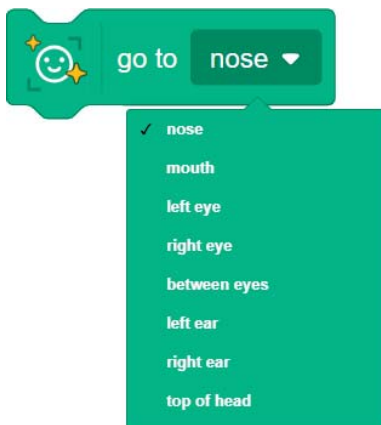 go to nose
nose
mouth
left eye
right eye
between eyes
left ear
right ear
top of head